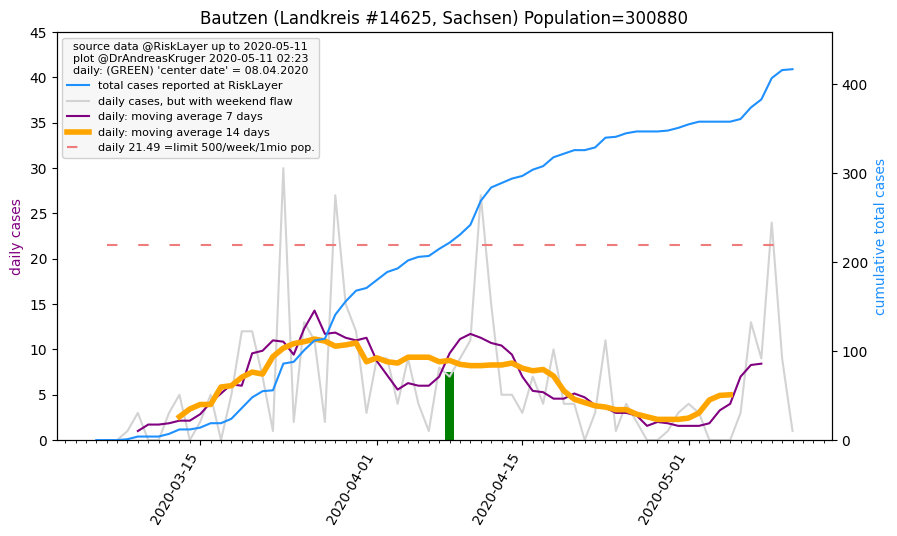 Bautzen (Landkreis #14625, Sachsen) Population=300880
source data @RiskLayer up to 2020-05-11
plot @DrAndreasKruger 2020-05-11 02:23
daily: (GREEN) 'center date' = 08.04.2020
total cases reported at RiskLayer
daily cases, but with weekend flaw
daily: moving average 7 days
daily: moving average 14 days
daily 21.49 =limit 500/week/1mio pop.
daily cases
45
40
35
30
25
20
15
10
5
0
cumulative total cases
400
300
200
100
0
2020-03-15
2020-04-01
2020-04-15
2020-05-01